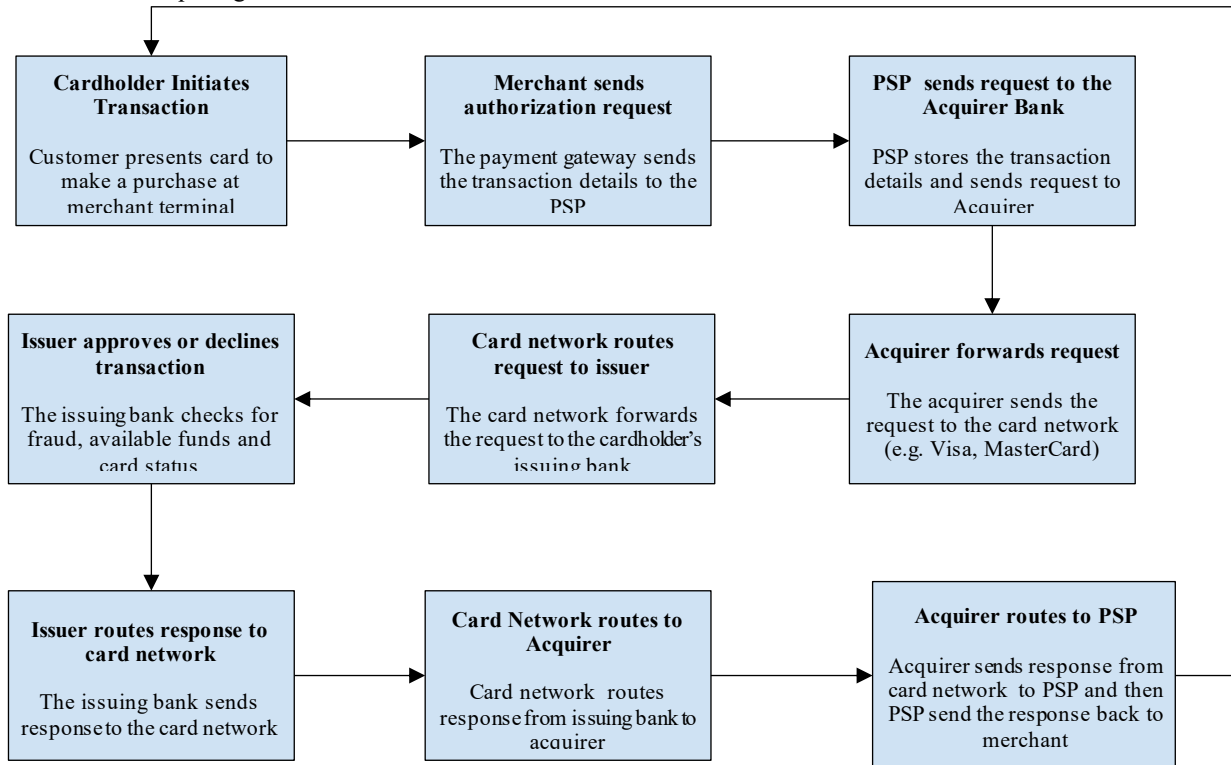 Cardholder Initiates
Transaction
Customer presents card to
make a purchase at
merchant terminal
Merchant sends
authorization request
The payment gateway sends
the transaction details to the
PSP
PSP sends request to the
Acquirer Bank
PSP stores the transaction
details and sends request to
Acquirer
Issuer approves or declines
transaction
The issuing bank checks for
fraud, available funds and
card status
Card network routes
request to issuer
The card network forwards
the request to the cardholder's
issuing bank
Acquirer forwards request
The acquirer sends the
request to the card network
(e.g. Visa, MasterCard)
Issuer routes response to
card network
The issuing bank sends
response to the card network
Card Network routes to
Acquirer
Card network routes
response from issuing bank to
acquirer
Acquirer routes to PSP
Acquirer sends response from
card network to PSP and then
PSP send the response back to
merchant